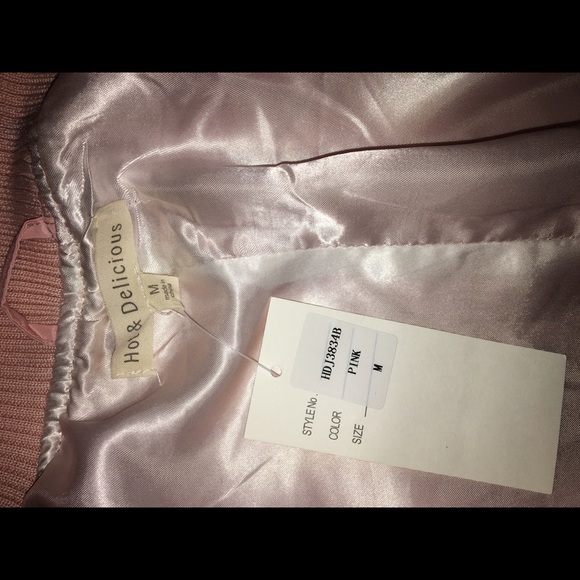 Hot & Delicious
M
STYLE No. HDJ3834B
COLOR PINK
SIZE M